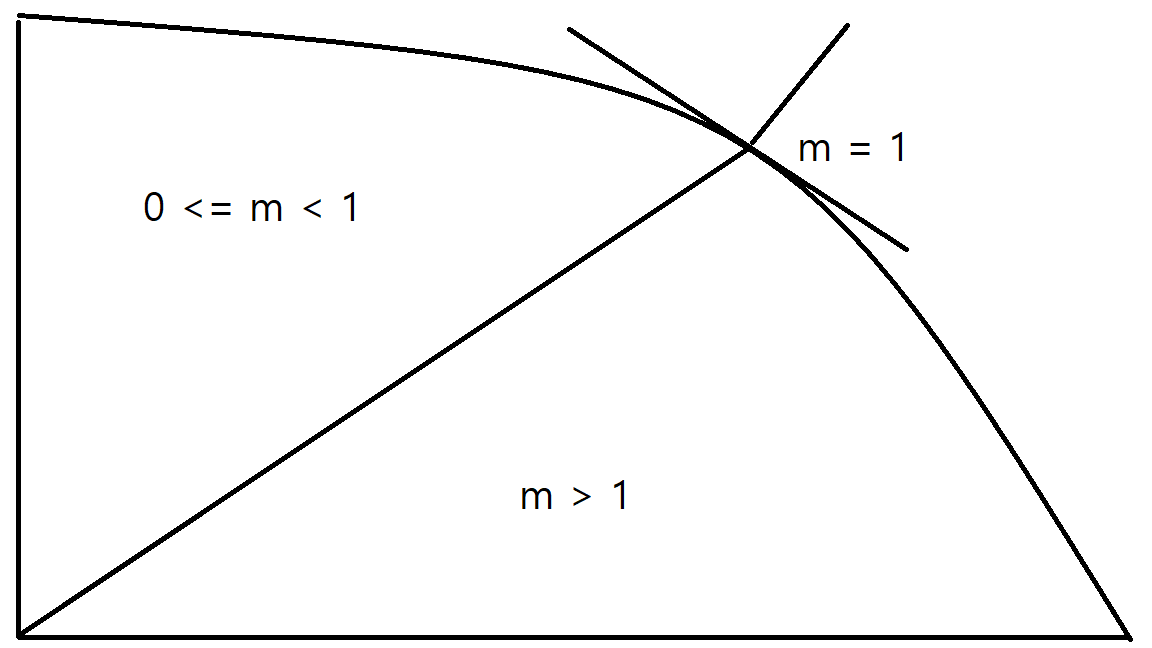 m = 1
0 <= m < 1
m > 1